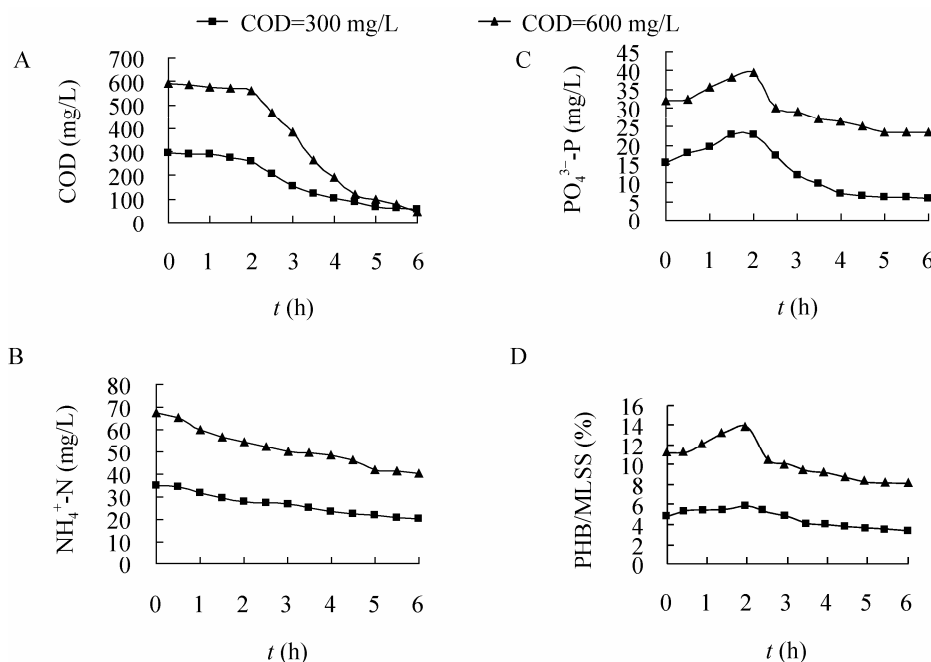 COD=300 mg/L COD=600 mg/L
A
COD (mg/L)
700
600
500
400
300
200
100
0
0 1 2 3 4 5 6
t (h)
C
PO₄³⁻-P (mg/L)
45
40
35
30
25
20
15
10
5
0
0 1 2 3 4 5 6
t (h)
B
NH₄⁺-N (mg/L)
80
70
60
50
40
30
20
10
0
0 1 2 3 4 5 6
t (h)
D
PHB/MLSS (%)
16
14
12
10
8
6
4
2
0
0 1 2 3 4 5 6
t (h)